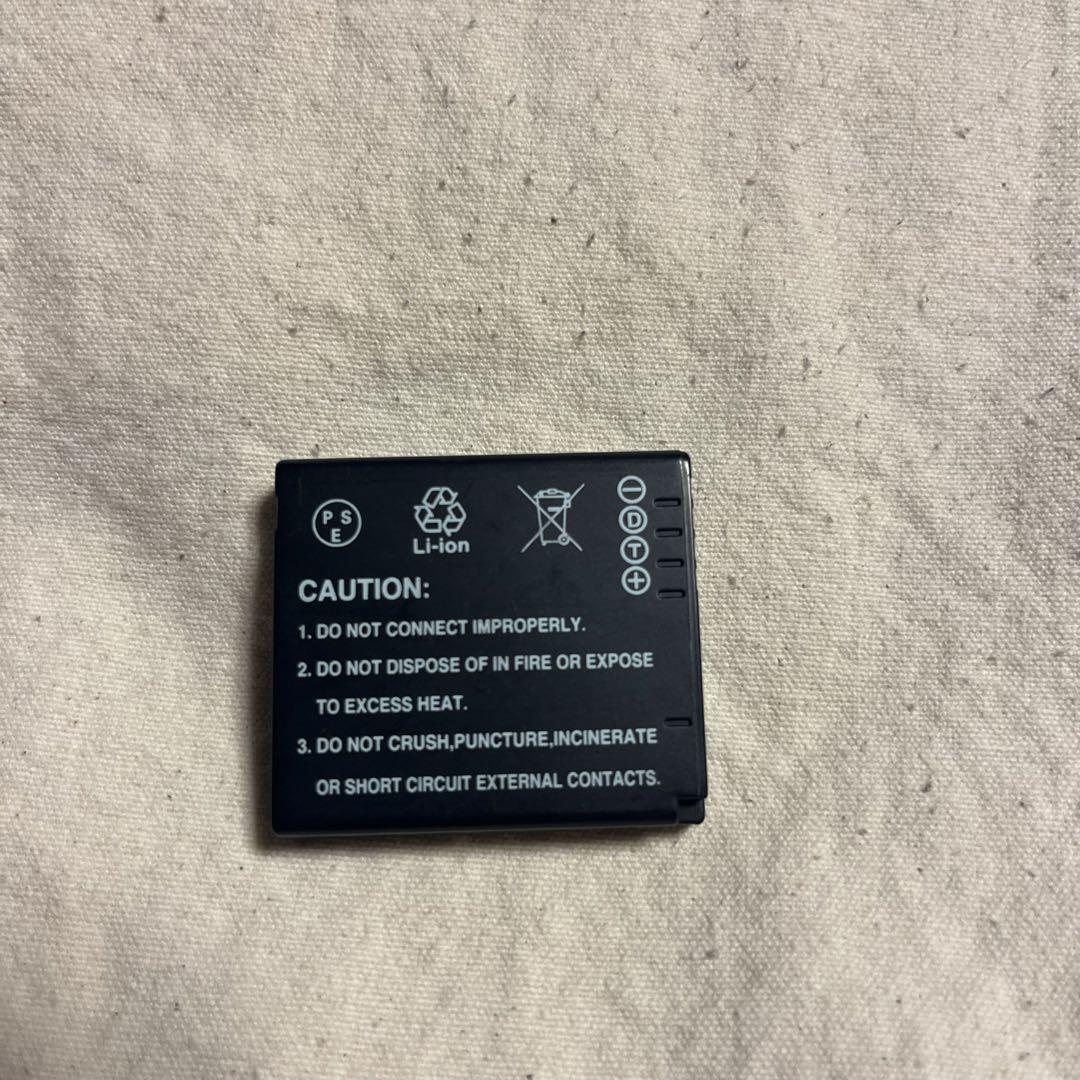 PSE
Li-ion
− D T +
CAUTION:
1. DO NOT CONNECT IMPROPERLY.
2. DO NOT DISPOSE OF IN FIRE OR EXPOSE
TO EXCESS HEAT.
3. DO NOT CRUSH,PUNCTURE,INCINERATE
OR SHORT CIRCUIT EXTERNAL CONTACTS.